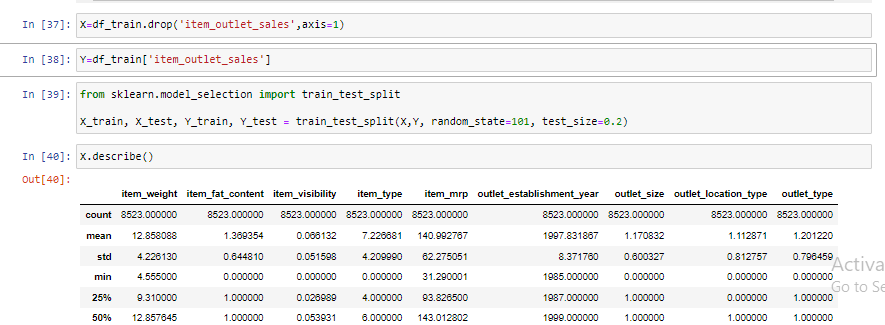 In [37]: X=df_train.drop('item_outlet_sales',axis=1)
In [38]: Y=df_train['item_outlet_sales']
In [39]: from sklearn.model_selection import train_test_split
X_train, X_test, Y_train, Y_test = train_test_split(X,Y, random_state=101, test_size=0.2)
In [40]: X.describe()
Out[40]:
item_weight item_fat_content item_visibility item_type item_mrp outlet_establishment_year outlet_size outlet_location_type outlet_type
count 8523.000000 8523.000000 8523.000000 8523.000000 8523.000000 8523.000000 8523.000000 8523.000000 8523.000000
mean 12.858088 1.369354 0.066132 7.226681 140.992767 1997.831867 1.170832 1.112871 1.201220
std 4.226130 0.644810 0.051598 4.209990 62.275051 8.371760 0.600327 0.812757 0.796459
min 4.555000 0.000000 0.000000 0.000000 31.290001 1985.000000 0.000000 0.000000 0.000000
25% 9.310000 1.000000 0.026989 4.000000 93.826500 1987.000000 1.000000 0.000000 1.000000
50% 12.857645 1.000000 0.053931 6.000000 143.012802 1999.000000 1.000000 1.000000 1.000000
Activa
Go to Se